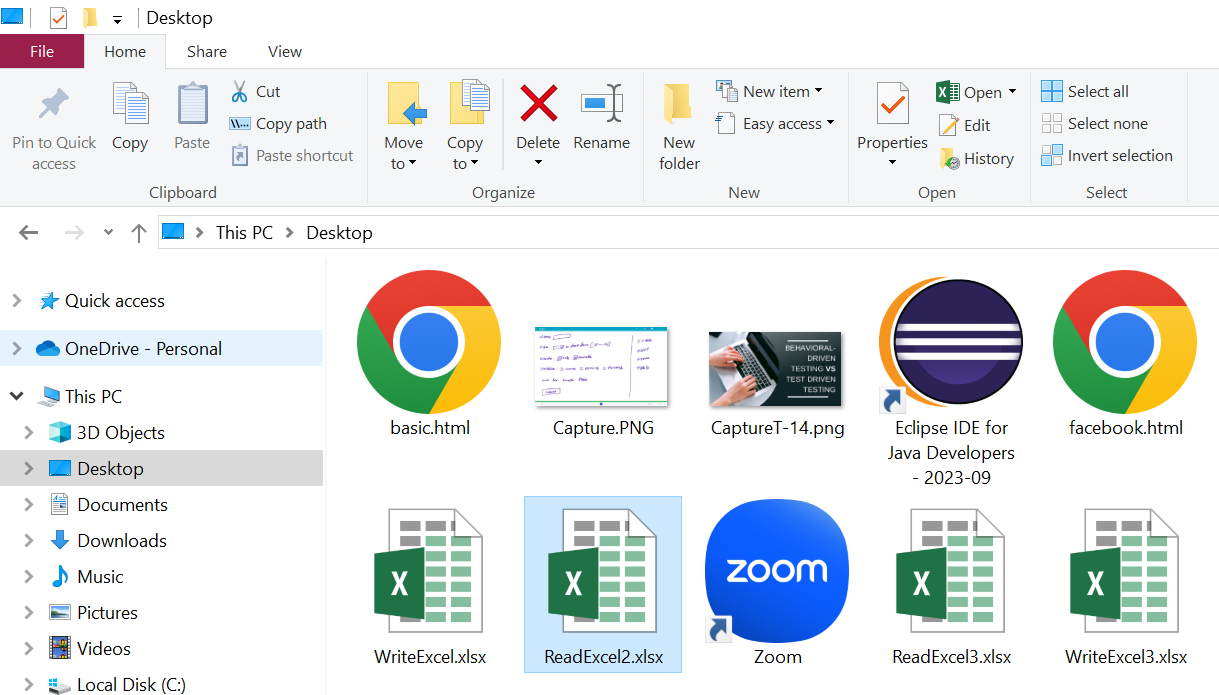 Desktop
File
Home
Share
View
Pin to Quick
access
Copy
Paste
Cut
Copy path
Paste shortcut
Clipboard
Move
to
Copy
to
Delete
Rename
Organize
New
folder
New item
Easy access
New
Properties
Open
Edit
History
Open
Select all
Select none
Invert selection
Select
This PC
Desktop
Quick access
OneDrive - Personal
This PC
3D Objects
Desktop
Documents
Downloads
Music
Pictures
Videos
Local Disk (C:)
basic.html
Capture.PNG
BEHAVIORAL-
DRIVEN
TESTING VS
TEST DRIVEN
TESTING
CaptureT-14.png
Eclipse IDE for
Java Developers
- 2023-09
facebook.html
X
WriteExcel.xlsx
X
ReadExcel2.xlsx
zoom
Zoom
X
ReadExcel3.xlsx
X
WriteExcel3.xlsx